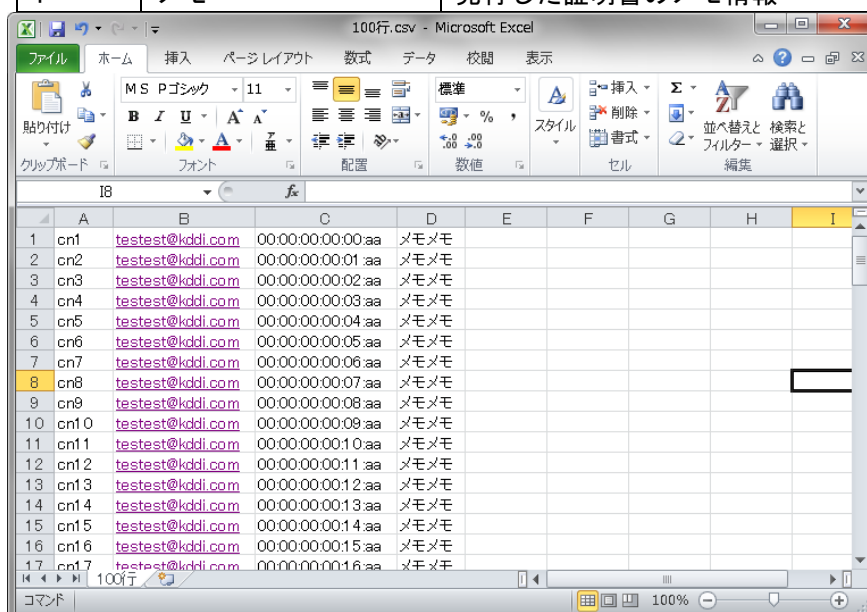 100行.csv - Microsoft Excel
ファイル ホーム 挿入 ページ レイアウト 数式 データ 校閲 表示
貼り付け
ＭＳ Ｐゴシック 11
B I U A A
標準
% ,
スタイル
挿入
削除
書式
Σ
並べ替えと
フィルター
検索と
選択
クリップボード フォント 配置 数値 セル 編集
I8 fx
A B C D E F G H I
1 cn1 testest@kddi.com 00:00:00:00:00:aa メモメモ
2 cn2 testest@kddi.com 00:00:00:00:01:aa メモメモ
3 cn3 testest@kddi.com 00:00:00:00:02:aa メモメモ
4 cn4 testest@kddi.com 00:00:00:00:03:aa メモメモ
5 cn5 testest@kddi.com 00:00:00:00:04:aa メモメモ
6 cn6 testest@kddi.com 00:00:00:00:05:aa メモメモ
7 cn7 testest@kddi.com 00:00:00:00:06:aa メモメモ
8 cn8 testest@kddi.com 00:00:00:00:07:aa メモメモ
9 cn9 testest@kddi.com 00:00:00:00:08:aa メモメモ
10 cn10 testest@kddi.com 00:00:00:00:09:aa メモメモ
11 cn11 testest@kddi.com 00:00:00:00:10:aa メモメモ
12 cn12 testest@kddi.com 00:00:00:00:11:aa メモメモ
13 cn13 testest@kddi.com 00:00:00:00:12:aa メモメモ
14 cn14 testest@kddi.com 00:00:00:00:13:aa メモメモ
15 cn15 testest@kddi.com 00:00:00:00:14:aa メモメモ
16 cn16 testest@kddi.com 00:00:00:00:15:aa メモメモ
17 cn17 testest@kddi.com 00:00:00:00:16:aa メモメモ
100行
コマンド 100%